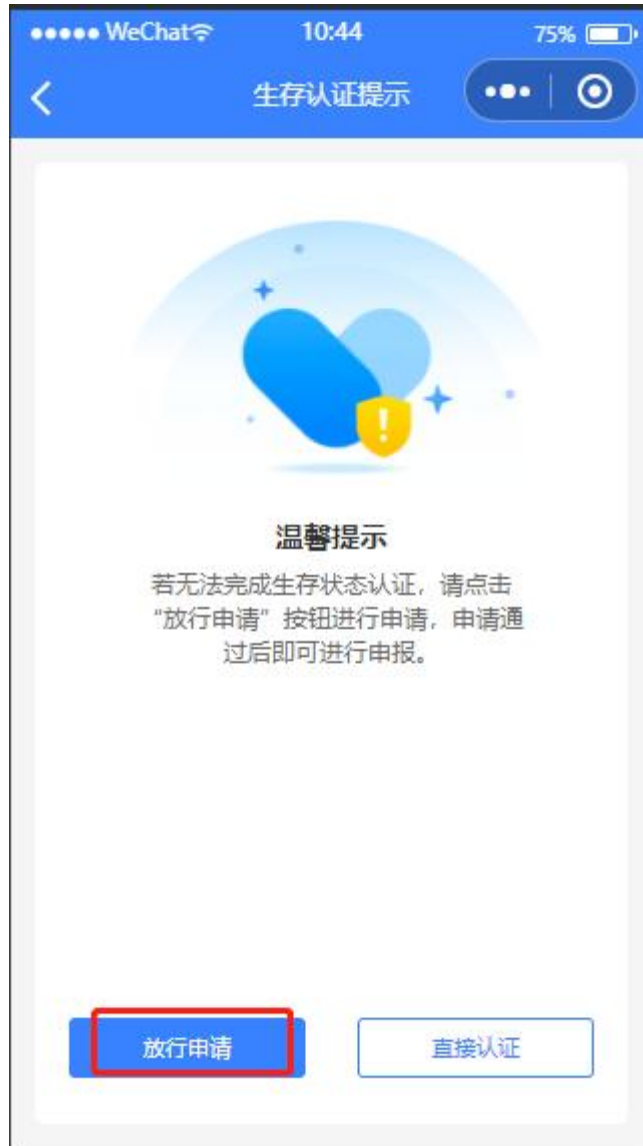 WeChat 10:44 75%
生存认证提示
温馨提示
若无法完成生存状态认证，请点击
“放行申请”按钮进行申请，申请通
过后即可进行申报。
放行申请 直接认证